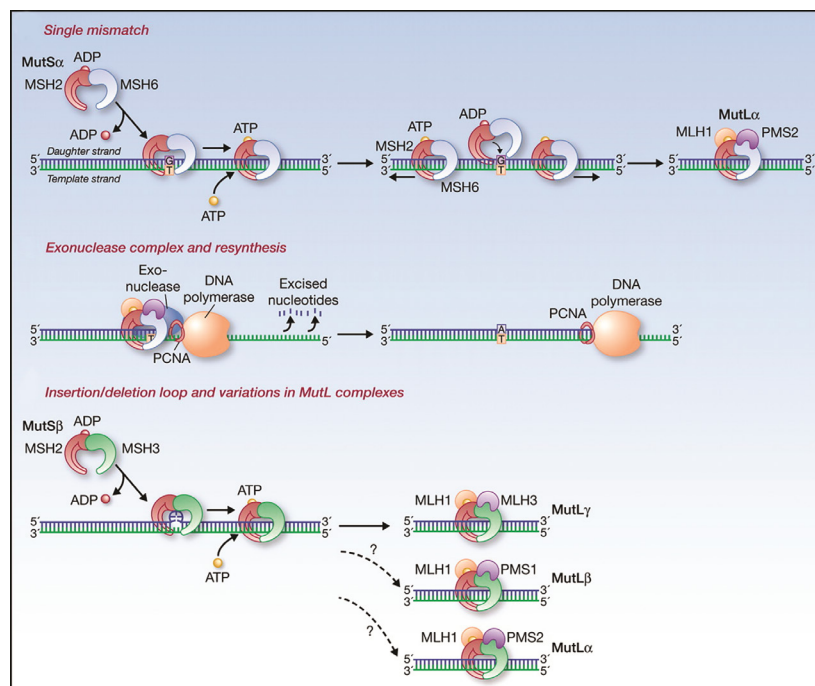 Single mismatch
MutSα
ADP
MSH2
MSH6
ADP
Daughter strand
5´
3´
Template strand
G
T
ATP
3´
5´
ATP
ATP
MSH2
ADP
5´
3´
G
T
MSH6
3´
5´
MutLα
MLH1
PMS2
5´
3´
3´
5´
Exonuclease complex and resynthesis
Exo-
nuclease
DNA
polymerase
Excised
nucleotides
5´
3´
T
PCNA
3´
5´
DNA
polymerase
PCNA
5´
3´
A
T
3´
5´
Insertion/deletion loop and variations in MutL complexes
MutSβ
ADP
MSH2
MSH3
ADP
ATP
5´
3´
3´
5´
ATP
MLH1
MLH3
MutLγ
5´
3´
3´
5´
?
MLH1
PMS1
MutLβ
5´
3´
3´
5´
?
MLH1
PMS2
MutLα
5´
3´
3´
5´